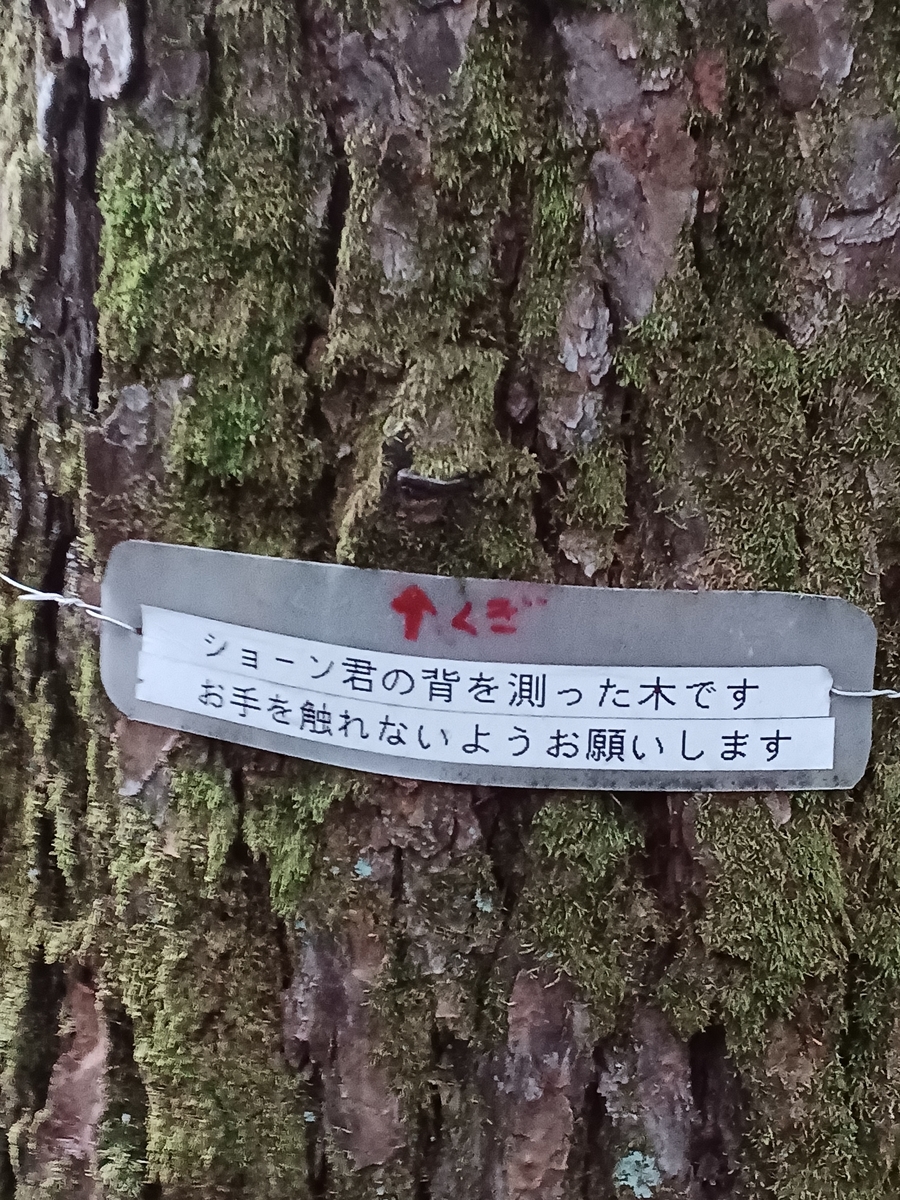 ↑くぎ
ショーン君の背を測った木です
お手を触れないようお願いします